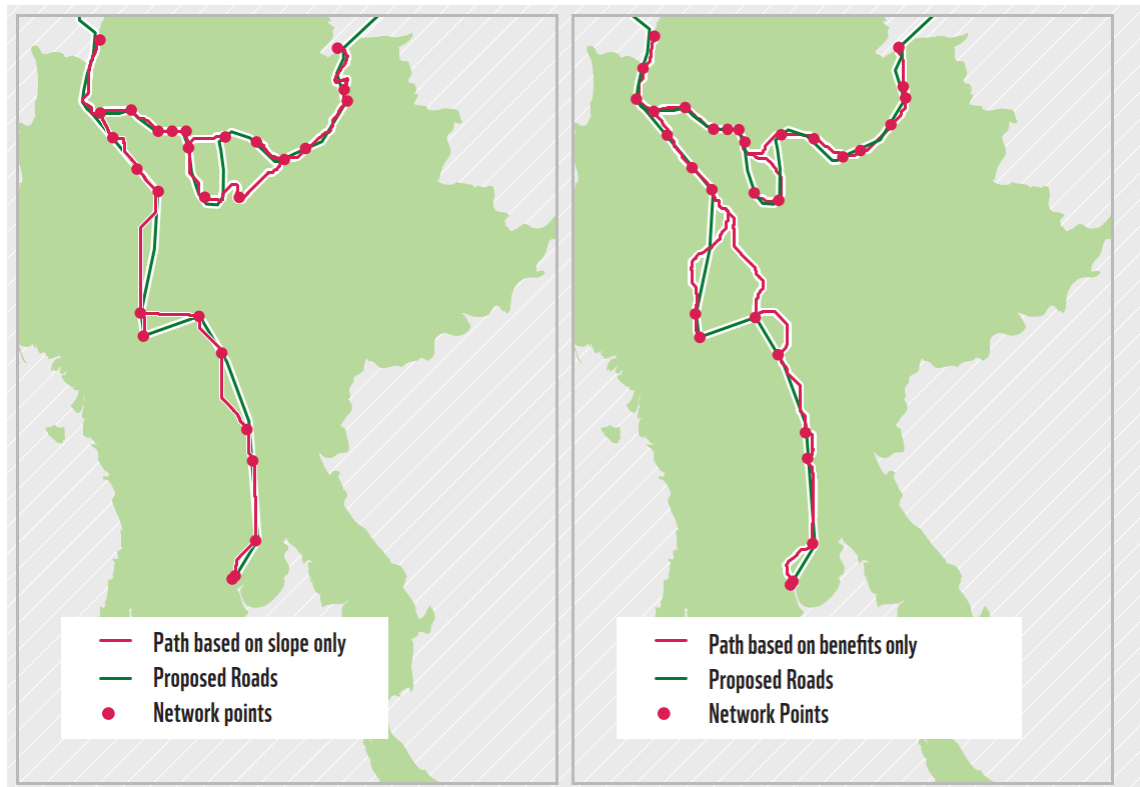 Path based on slope only
Proposed Roads
Network points
Path based on benefits only
Proposed Roads
Network Points